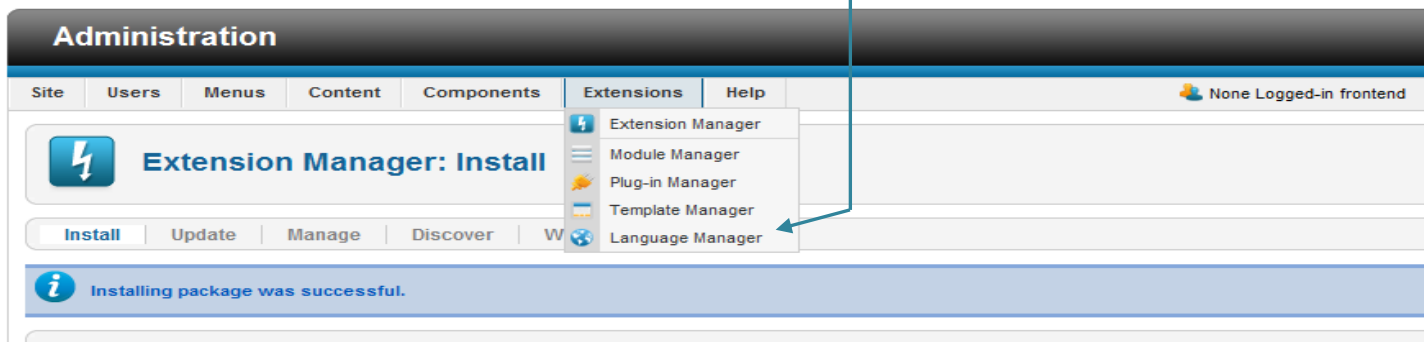 Administration
Site Users Menus Content Components Extensions Help None Logged-in frontend
Extension Manager
Extension Manager: Install
Module Manager
Plug-in Manager
Template Manager
Install Update Manage Discover
Language Manager
Installing package was successful.